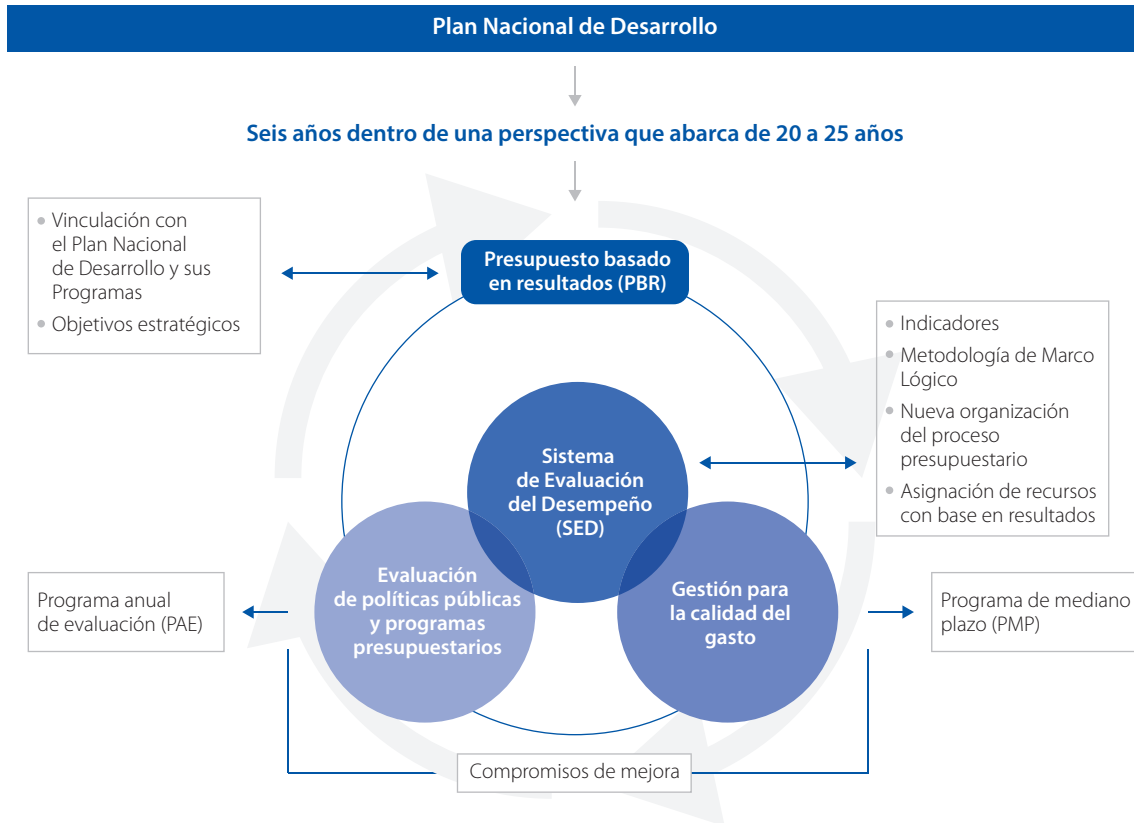 Plan Nacional de Desarrollo
Seis años dentro de una perspectiva que abarca de 20 a 25 años
Vinculación con
el Plan Nacional
de Desarrollo y sus
Programas
Objetivos estratégicos
Presupuesto basado
en resultados (PBR)
Indicadores
Metodología de Marco
Lógico
Nueva organización
del proceso
presupuestario
Asignación de recursos
con base en resultados
Sistema
de Evaluación
del Desempeño
(SED)
Evaluación
de políticas públicas
y programas
presupuestarios
Gestión para
la calidad del
gasto
Programa anual
de evaluación (PAE)
Programa de mediano
plazo (PMP)
Compromisos de mejora